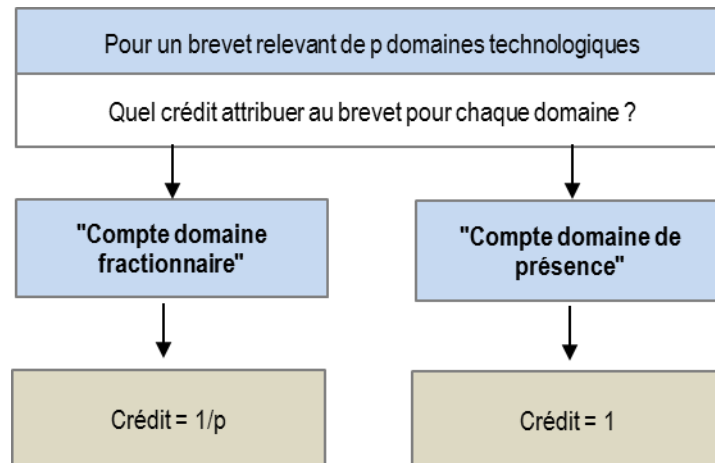 Pour un brevet relevant de p domaines technologiques
Quel crédit attribuer au brevet pour chaque domaine ?
"Compte domaine
fractionnaire"
"Compte domaine de
présence"
Crédit = 1/p
Crédit = 1